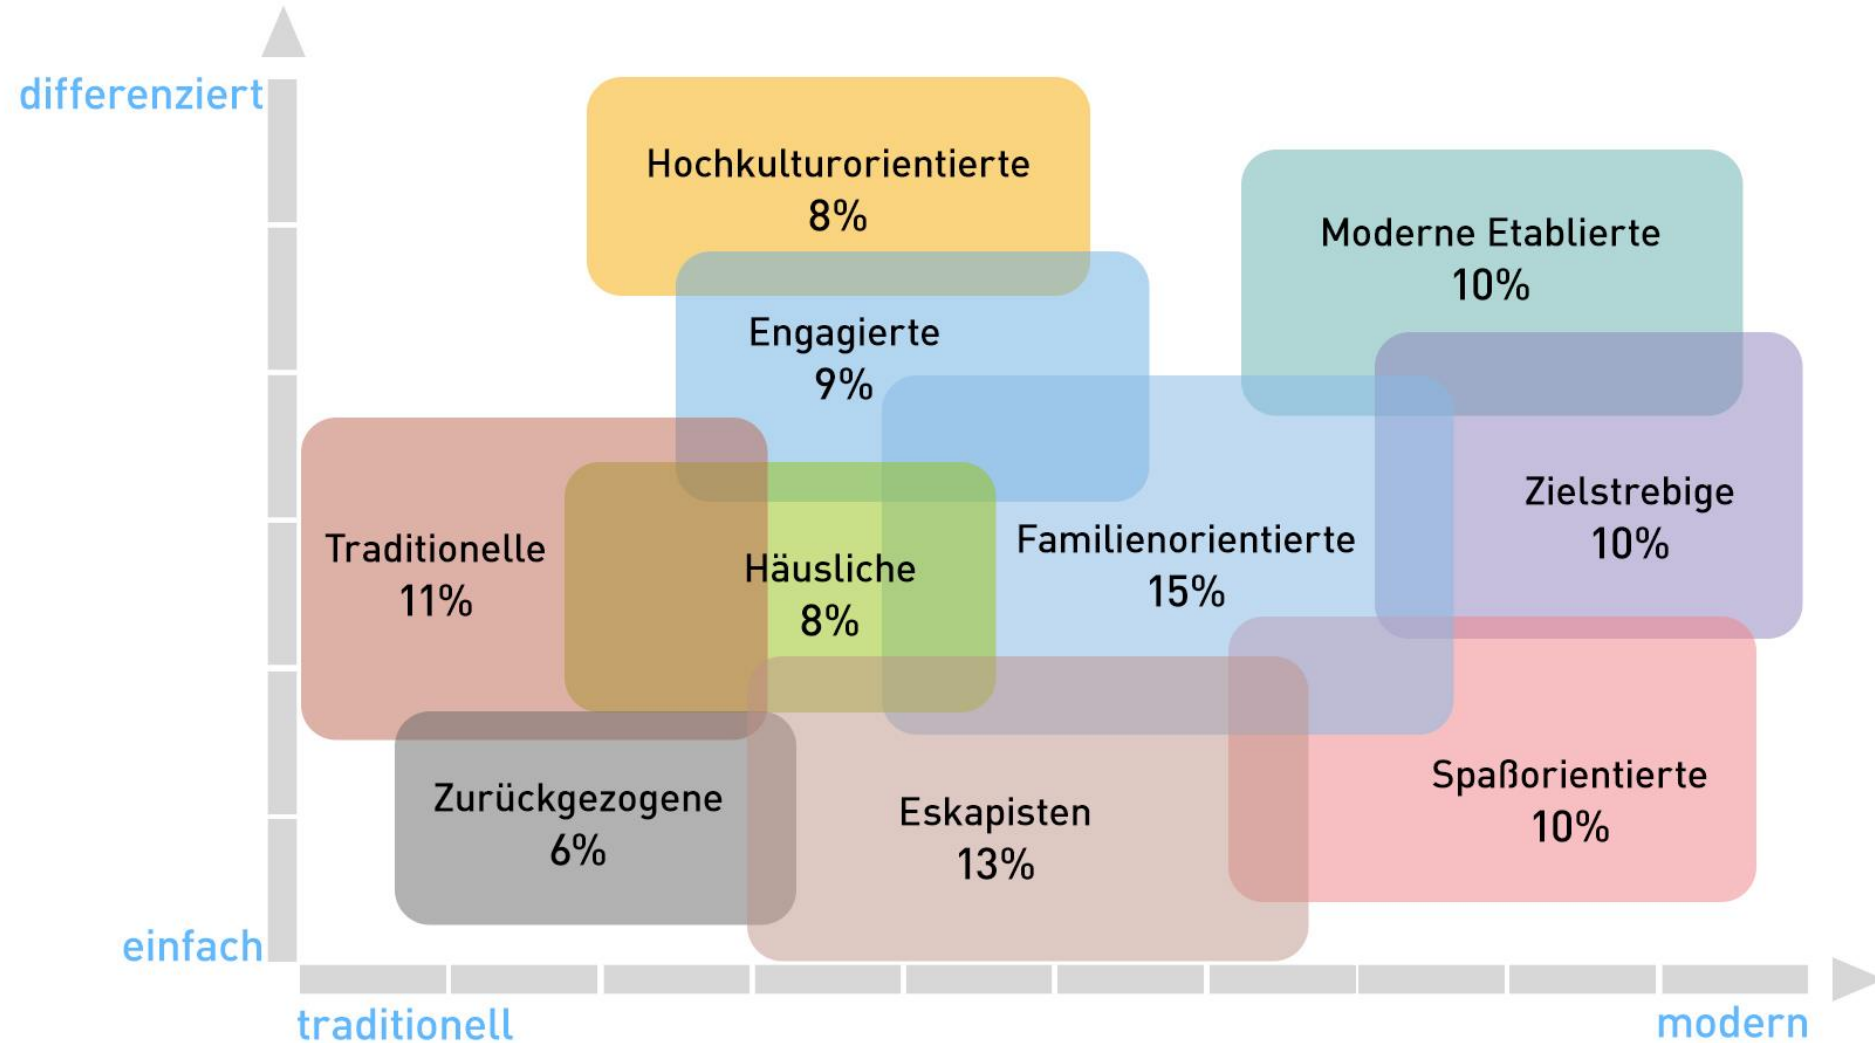 differenziert
Hochkulturorientierte
8%
Moderne Etablierte
10%
Engagierte
9%
Zielstrebige
10%
Familienorientierte
15%
Traditionelle
11%
Häusliche
8%
Spaßorientierte
10%
Zurückgezogene
6%
Eskapisten
13%
einfach
traditionell
modern